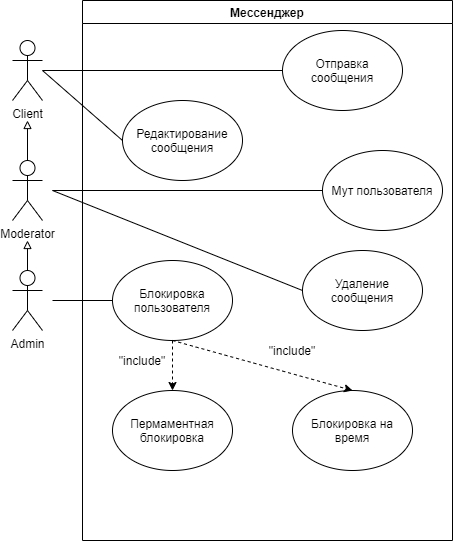 Мессенджер
Отправка
сообщения
Client
Редактирование
сообщения
Мут пользователя
Moderator
Удаление
сообщения
Блокировка
пользователя
Admin
"include"
"include"
Пермаментная
блокировка
Блокировка на
время